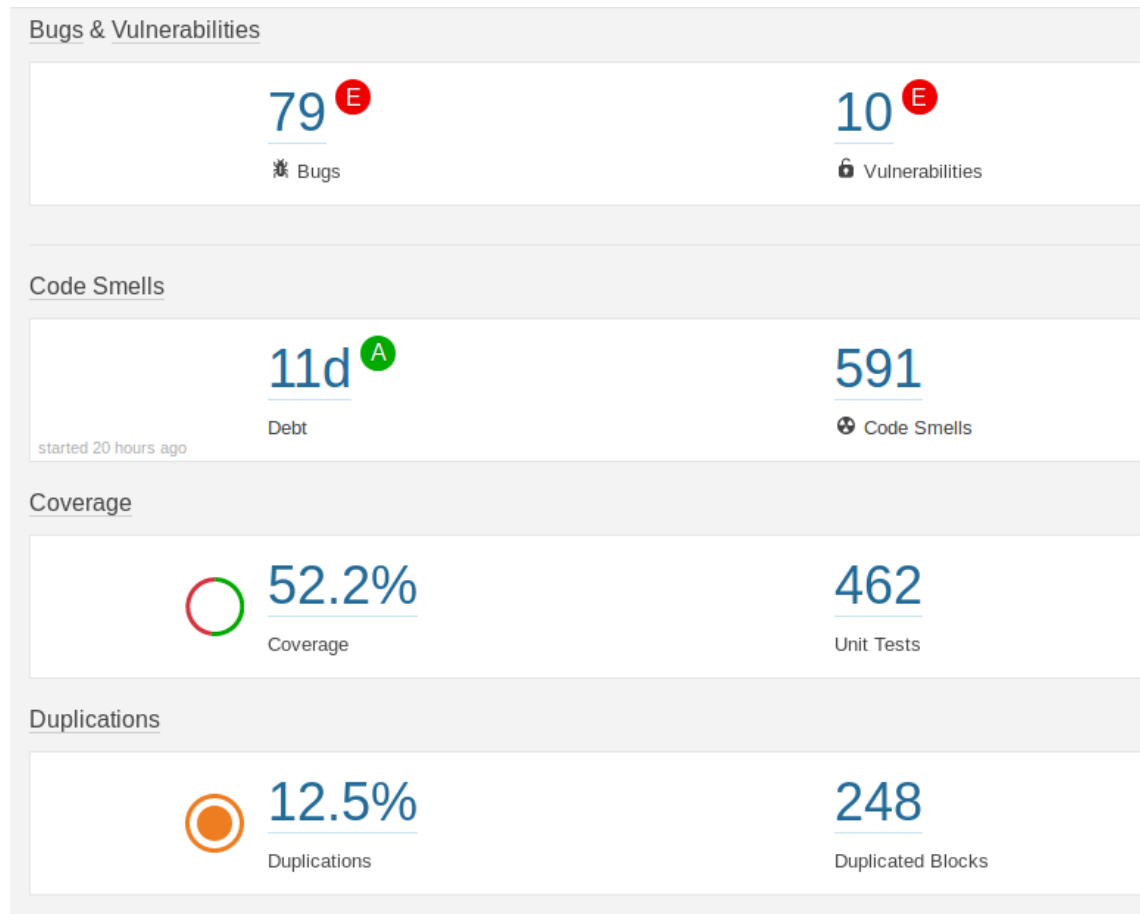 Bugs & Vulnerabilities
79 E
10 E
Bugs
Vulnerabilities
Code Smells
11d A
591
Debt
Code Smells
started 20 hours ago
Coverage
52.2%
462
Coverage
Unit Tests
Duplications
12.5%
248
Duplications
Duplicated Blocks